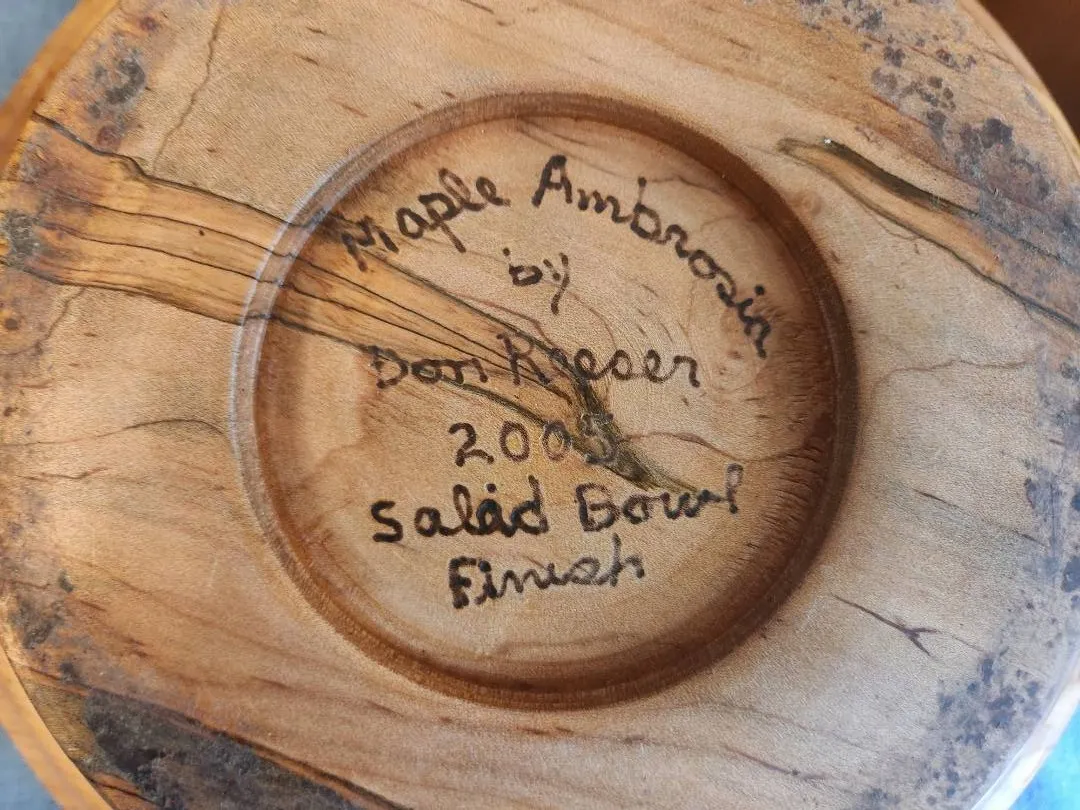 Maple Ambrosia
by
Don Reeser
2005
Salad Bowl
Finish